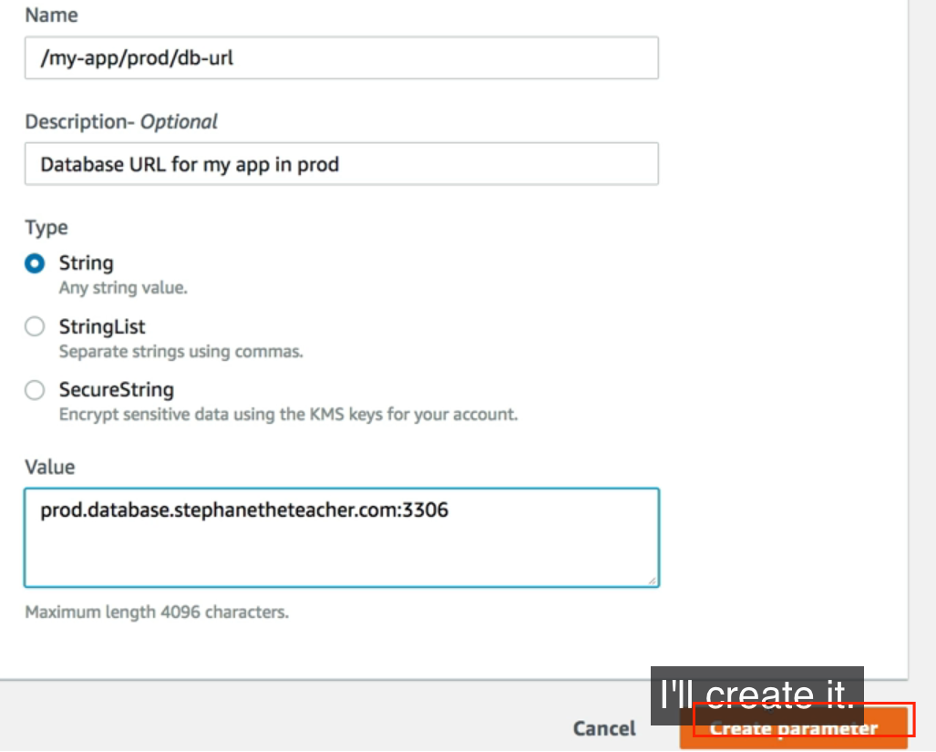 Name
/my-app/prod/db-url
Description- Optional
Database URL for my app in prod
Type
String
Any string value.
StringList
Separate strings using commas.
SecureString
Encrypt sensitive data using the KMS keys for your account.
Value
prod.database.stephanetheteacher.com:3306
Maximum length 4096 characters.
I'll create it.
Cancel
Create parameter